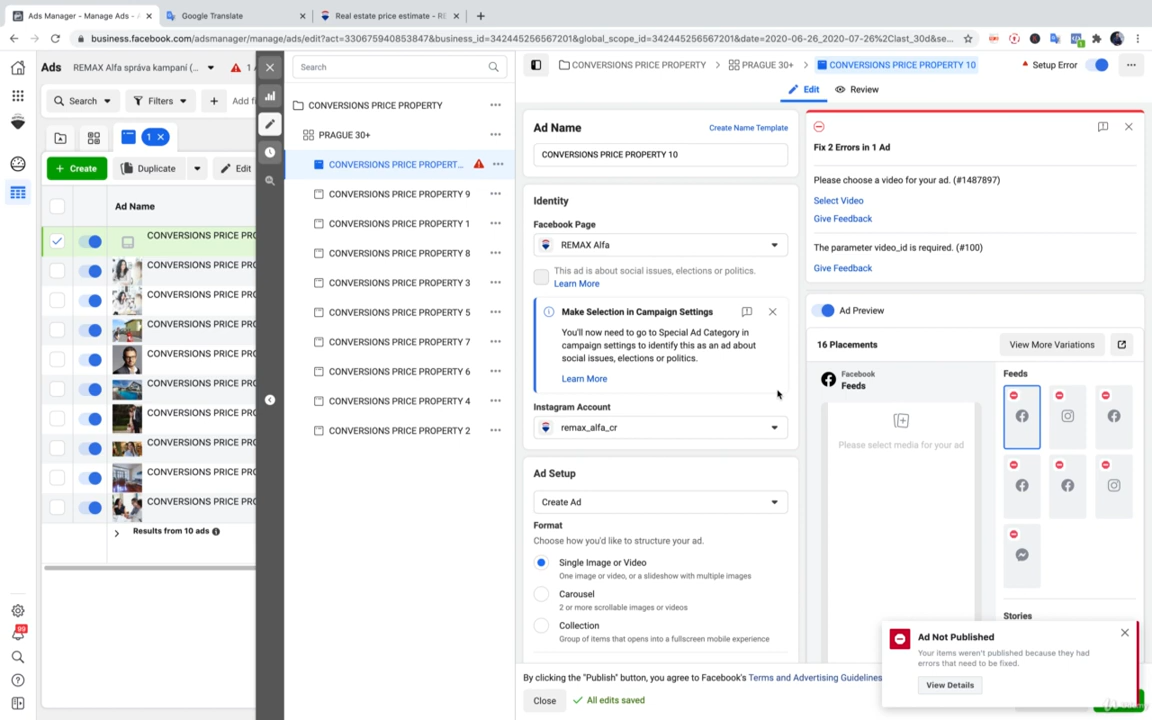 Ads Manager - Manage Ads - A
Google Translate
Real estate price estimate - RE
business.facebook.com/adsmanager/manage/ads/edit?act=330675940853847&business_id=342445256567201&global_scope_id=342445256567201&date=2020-06-26_2020-07-26%2Clast_30d&se...
Ads
REMAX Alfa správa kampaní (...
1
Search
Filters
Add fi
1
Create
Duplicate
Edit
Ad Name
CONVERSIONS PRICE PRO
CONVERSIONS PRICE PRO
CONVERSIONS PRICE PRO
CONVERSIONS PRICE PRO
CONVERSIONS PRICE PRO
CONVERSIONS PRICE PRO
CONVERSIONS PRICE PRO
CONVERSIONS PRICE PRO
CONVERSIONS PRICE PRO
CONVERSIONS PRICE PRO
Results from 10 ads
99
Search
CONVERSIONS PRICE PROPERTY
PRAGUE 30+
CONVERSIONS PRICE PROPERT...
CONVERSIONS PRICE PROPERTY 9
CONVERSIONS PRICE PROPERTY 1
CONVERSIONS PRICE PROPERTY 8
CONVERSIONS PRICE PROPERTY 3
CONVERSIONS PRICE PROPERTY 5
CONVERSIONS PRICE PROPERTY 7
CONVERSIONS PRICE PROPERTY 6
CONVERSIONS PRICE PROPERTY 4
CONVERSIONS PRICE PROPERTY 2
CONVERSIONS PRICE PROPERTY
PRAGUE 30+
CONVERSIONS PRICE PROPERTY 10
Setup Error
Edit
Review
Ad Name
Create Name Template
CONVERSIONS PRICE PROPERTY 10
Identity
Facebook Page
REMAX Alfa
This ad is about social issues, elections or politics.
Learn More
Make Selection in Campaign Settings
You'll now need to go to Special Ad Category in
campaign settings to identify this as an ad about
social issues, elections or politics.
Learn More
Instagram Account
remax_alfa_cr
Ad Setup
Create Ad
Format
Choose how you'd like to structure your ad.
Single Image or Video
One image or video, or a slideshow with multiple images
Carousel
2 or more scrollable images or videos
Collection
Group of items that opens into a fullscreen mobile experience
By clicking the "Publish" button, you agree to Facebook's Terms and Advertising Guidelines
Close
All edits saved
Fix 2 Errors in 1 Ad
Please choose a video for your ad. (#1487897)
Select Video
Give Feedback
The parameter video_id is required. (#100)
Give Feedback
Ad Preview
16 Placements
View More Variations
Facebook
Feeds
Please select media for your ad
Feeds
Stories
Ad Not Published
Your items weren't published because they had
errors that need to be fixed.
View Details